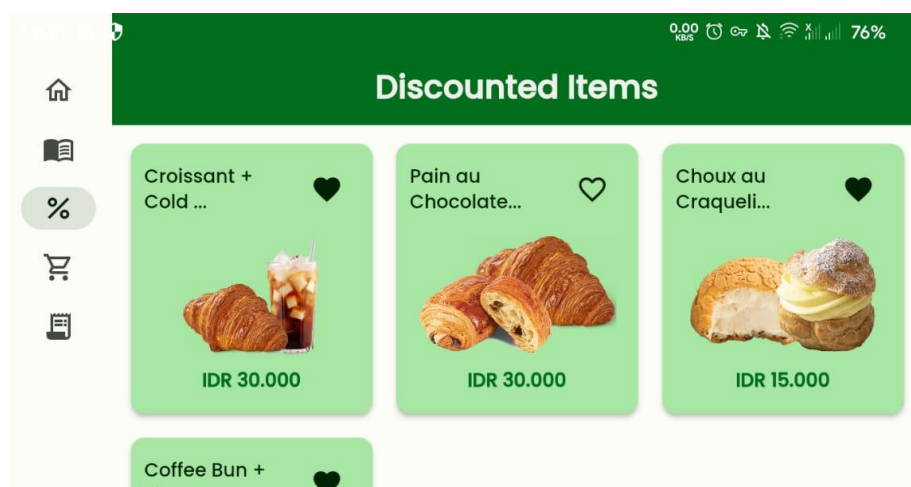 0.00
KB/S
X
76%
Discounted Items
%
Croissant +
Cold ...
Pain au
Chocolate...
Choux au
Craqueli...
IDR 30.000
IDR 30.000
IDR 15.000
Coffee Bun +